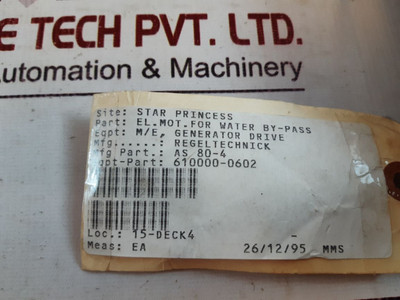 E TECH PVT. LTD.
Automation & Machinery
Site: STAR PRINCESS
Part: EL.MOT.FOR WATER BY-PASS
Eqpt: M/E, GENERATOR DRIVE
Mfg.....: REGELTECHNICK
Mfg Part.: AS 80-4
Eqpt-Part: 610000-0602
Loc.: 15-DECK4 -
Meas: EA 26/12/95 MMS